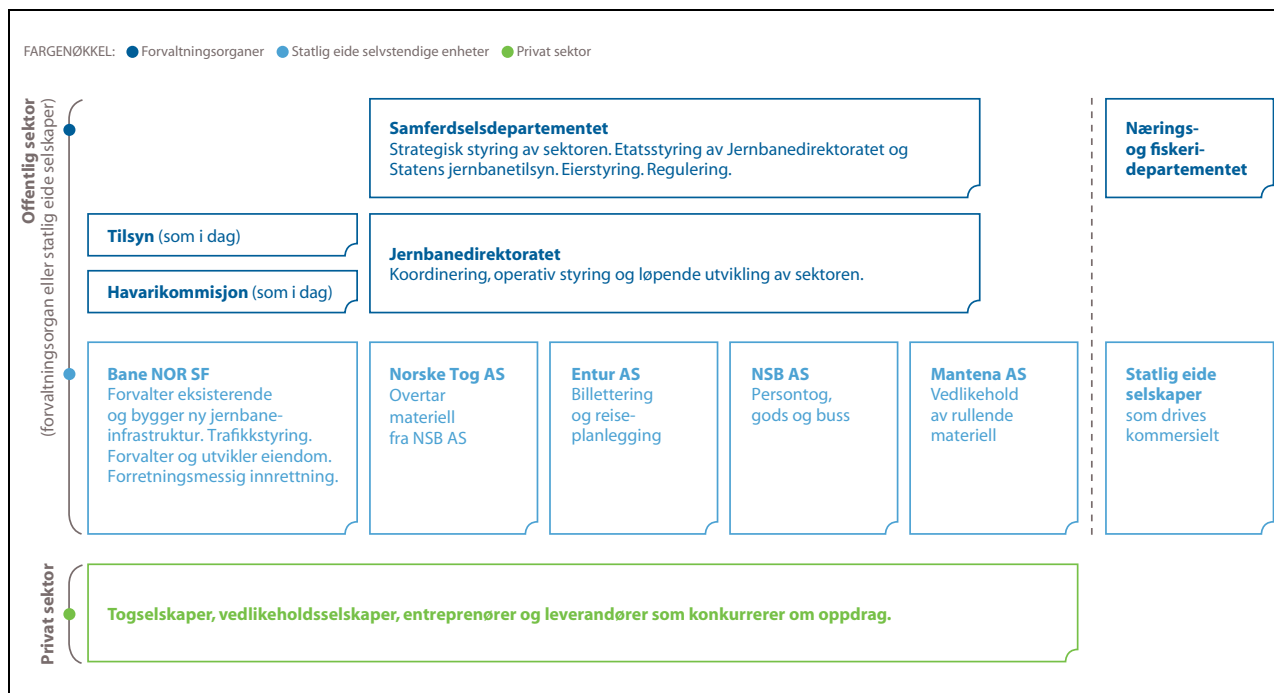 FARGENØKKEL: Forvaltningsorganer Statlig eide selvstendige enheter Privat sektor
Offentlig sektor
(forvaltningsorgan eller statlig eide selskaper)
Samferdselsdepartementet
Strategisk styring av sektoren. Etatsstyring av Jernbanedirektoratet og
Statens jernbanetilsyn. Eierstyring. Regulering.
Nærings-
og fiskeri-
departementet
Tilsyn (som i dag)
Havarikommisjon (som i dag)
Jernbanedirektoratet
Koordinering, operativ styring og løpende utvikling av sektoren.
Bane NOR SF
Forvalter eksisterende
og bygger ny jernbane-
infrastruktur. Trafikkstyring.
Forvalter og utvikler eiendom.
Forretningsmessig innrettning.
Norske Tog AS
Overtar
materiell
fra NSB AS
Entur AS
Billettering
og reise-
planlegging
NSB AS
Persontog,
gods og buss
Mantena AS
Vedlikehold
av rullende
materiell
Statlig eide
selskaper
som drives
kommersielt
Privat sektor
Togselskaper, vedlikeholdsselskaper, entreprenører og leverandører som konkurrerer om oppdrag.